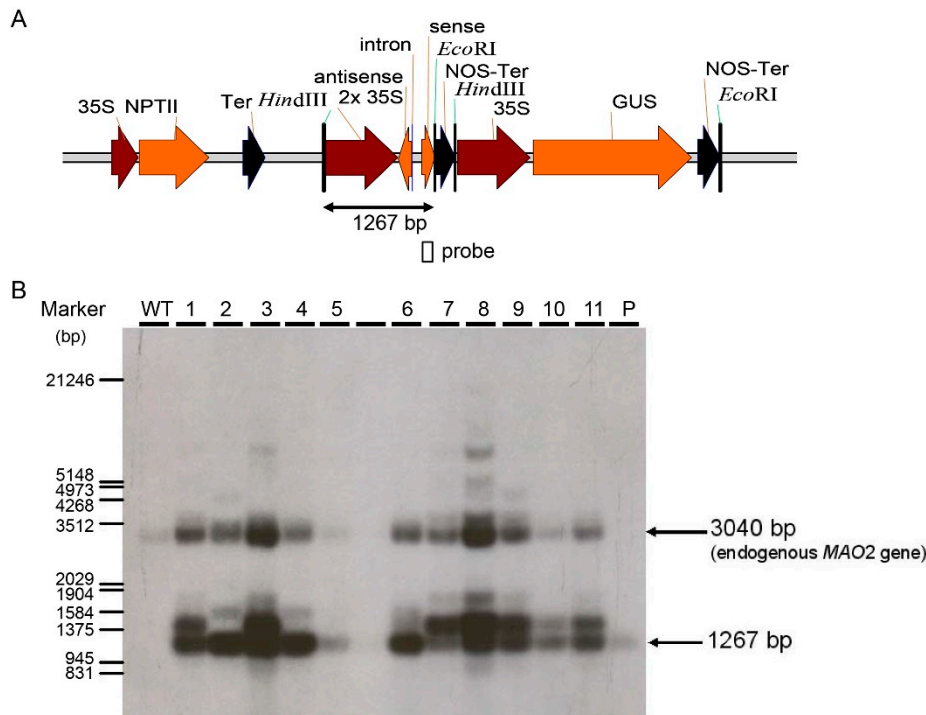 A
sense
intron
EcoRI
antisense
NOS-Ter
NOS-Ter
35S NPTII
Ter HindIII
2x 35S
HindIII
35S
GUS
EcoRI
1267 bp
probe
B
Marker
(bp)
WT 1 2 3 4 5 6 7 8 9 10 11 P
21246
5148
4973
4268
3512
3040 bp
(endogenous MAO2 gene)
2029
1904
1584
1375
1267 bp
945
831